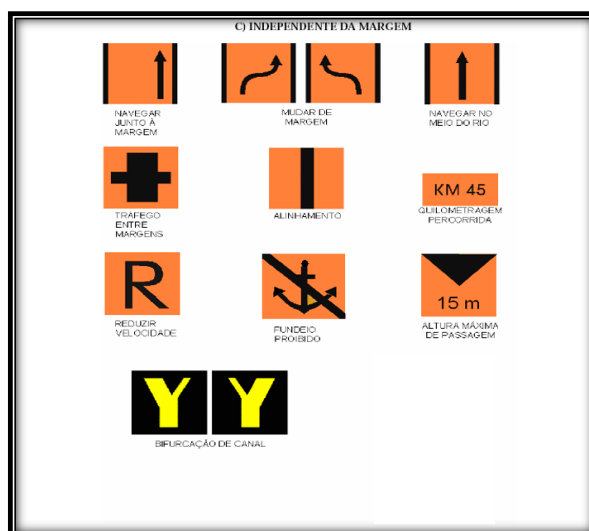 C) INDEPENDENTE DA MARGEM
NAVEGAR
JUNTO À
MARGEM
MUDAR DE
MARGEM
NAVEGAR NO
MEIO DO RIO
TRAFEGO
ENTRE
MARGENS
ALINHAMENTO
KM 45
QUILOMETRAGEM
PERCORRIDA
R
REDUZIR
VELOCIDADE
FUNDEIO
PROIBIDO
15 m
ALTURA MÁXIMA
DE PASSAGEM
Y Y
BIFURCAÇÃO DE CANAL